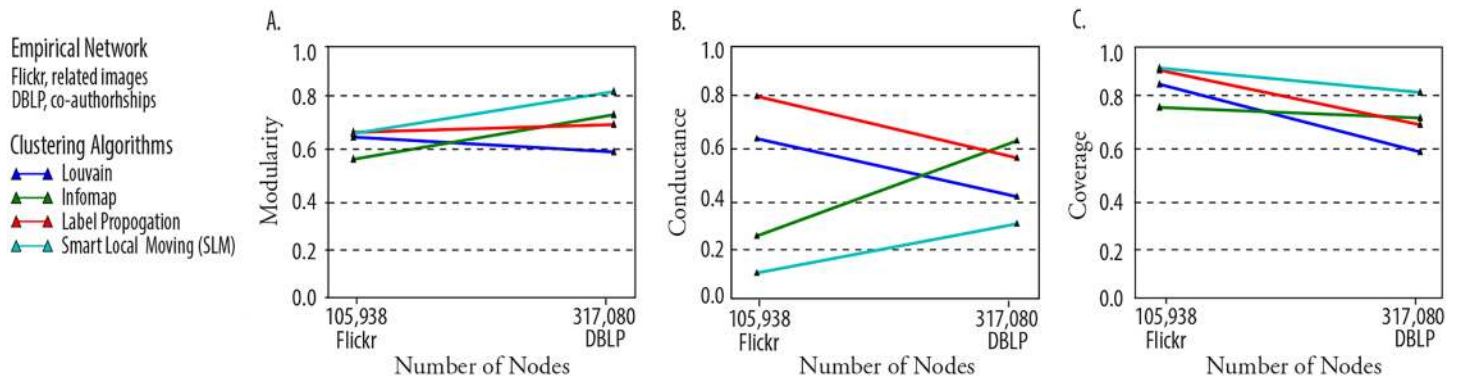 Empirical Network
Flickr, related images
DBLP, co-authorhships
Clustering Algorithms
Louvain
Infomap
Label Propogation
Smart Local Moving (SLM)
A.
1.0
0.8
0.6
0.4
0.2
0.0
Modularity
105,938
Flickr
317,080
DBLP
Number of Nodes
B.
1.0
0.8
0.6
0.4
0.2
0.0
Conductance
105,938
Flickr
317,080
DBLP
Number of Nodes
C.
1.0
0.8
0.6
0.4
0.2
0.0
Coverage
105,938
Flickr
317,080
DBLP
Number of Nodes